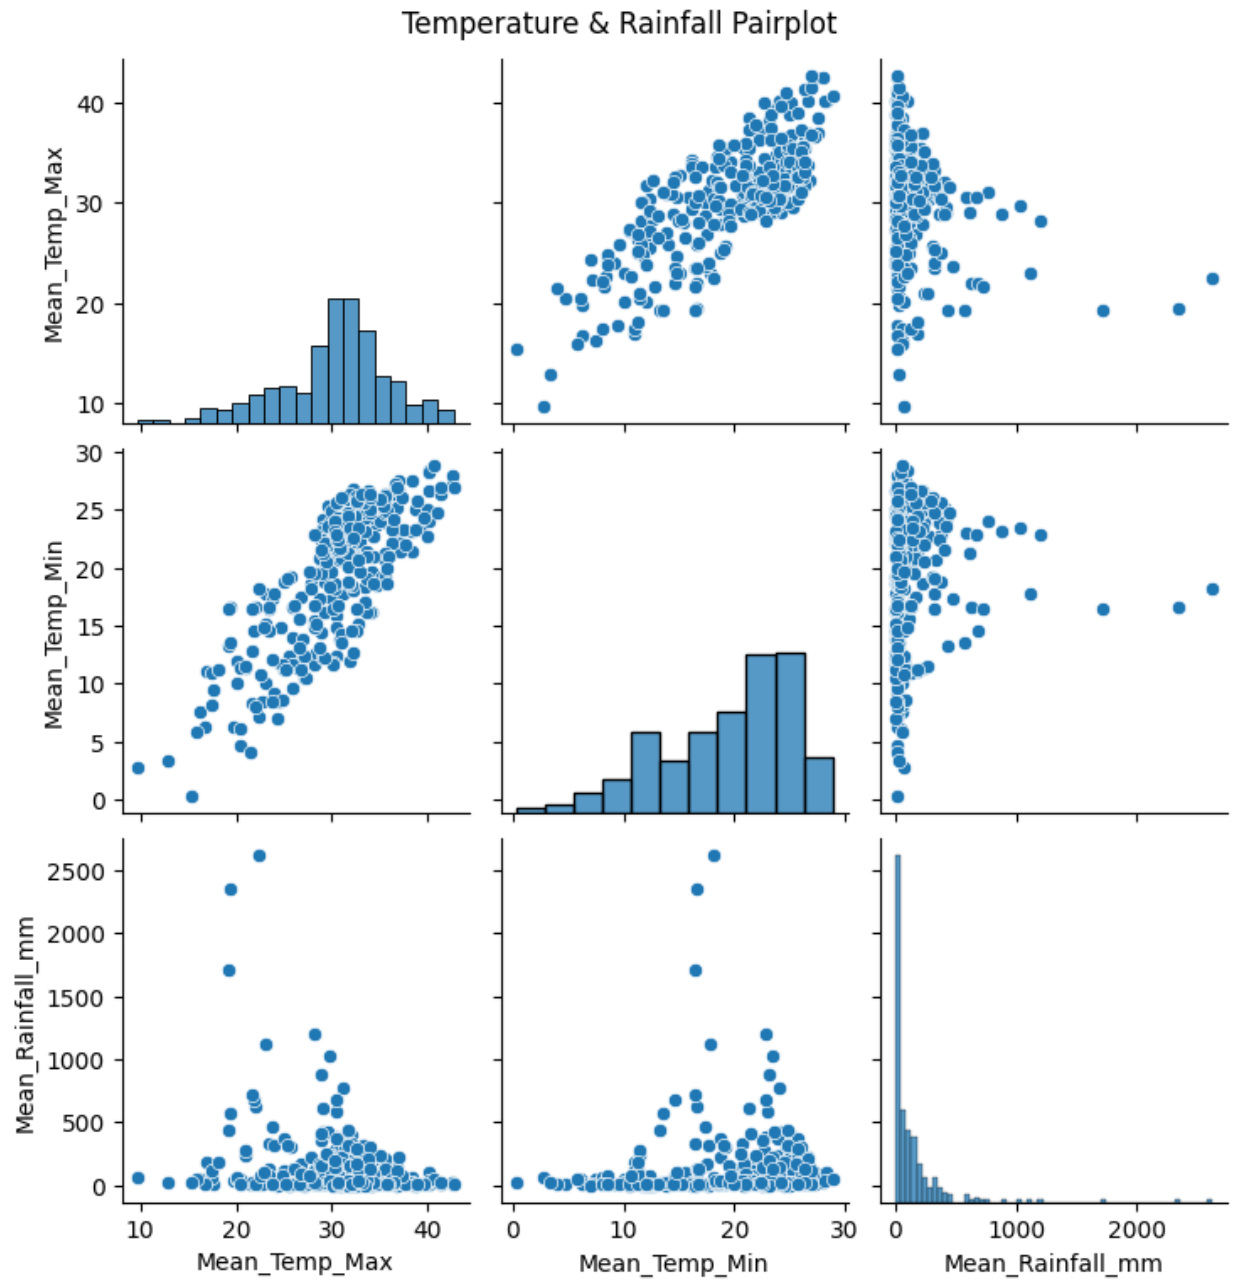 Temperature & Rainfall Pairplot
Mean_Temp_Max
40
30
20
10
Mean_Temp_Min
30
25
20
15
10
5
0
Mean_Rainfall_mm
2500
2000
1500
1000
500
0
10 20 30 40
Mean_Temp_Max
0 10 20 30
Mean_Temp_Min
0 1000 2000
Mean_Rainfall_mm